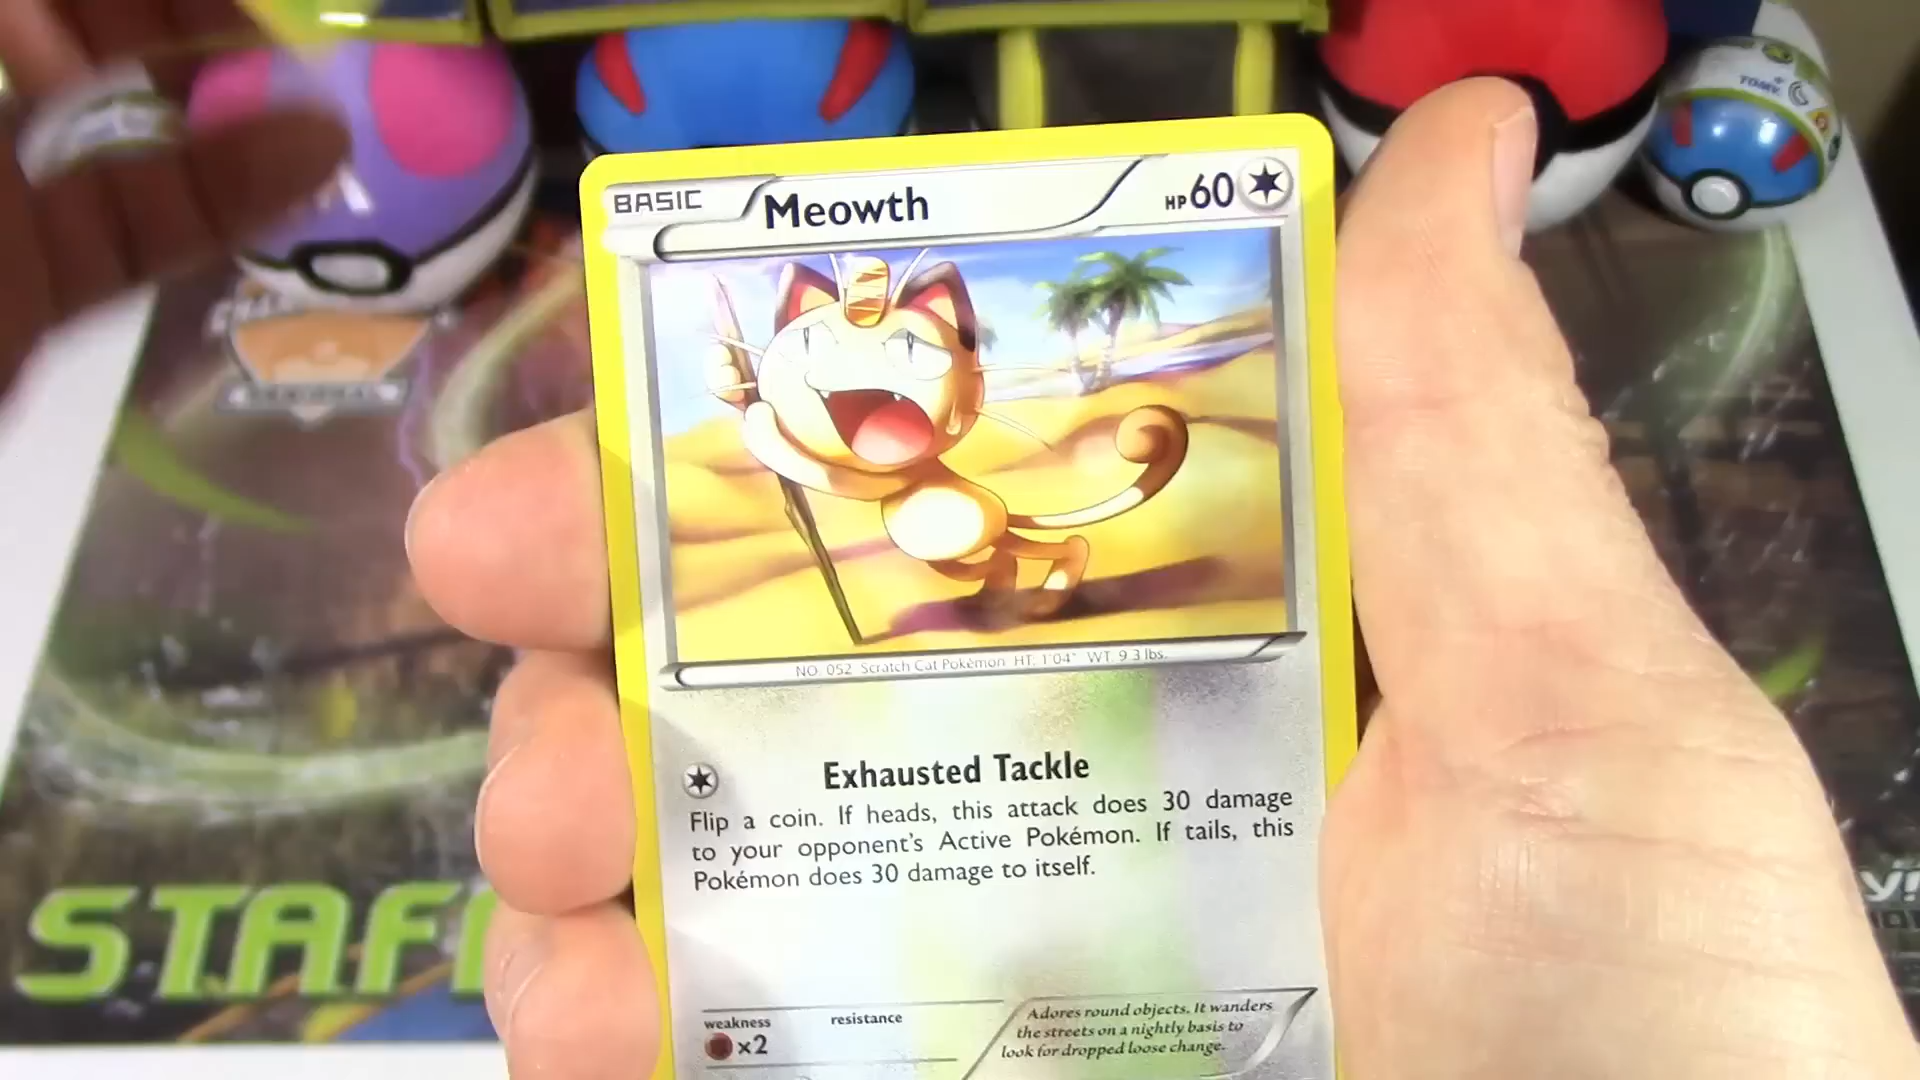 TOMY
BASIC Meowth HP60
NO. 052 Scratch Cat Pokémon HT: 1'04" WT: 9.3 lbs.
Exhausted Tackle
Flip a coin. If heads, this attack does 30 damage
to your opponent's Active Pokémon. If tails, this
Pokémon does 30 damage to itself.
STAF
weakness
resistance
×2
Adores round objects. It wanders
the streets on a nightly basis to
look for dropped loose change.